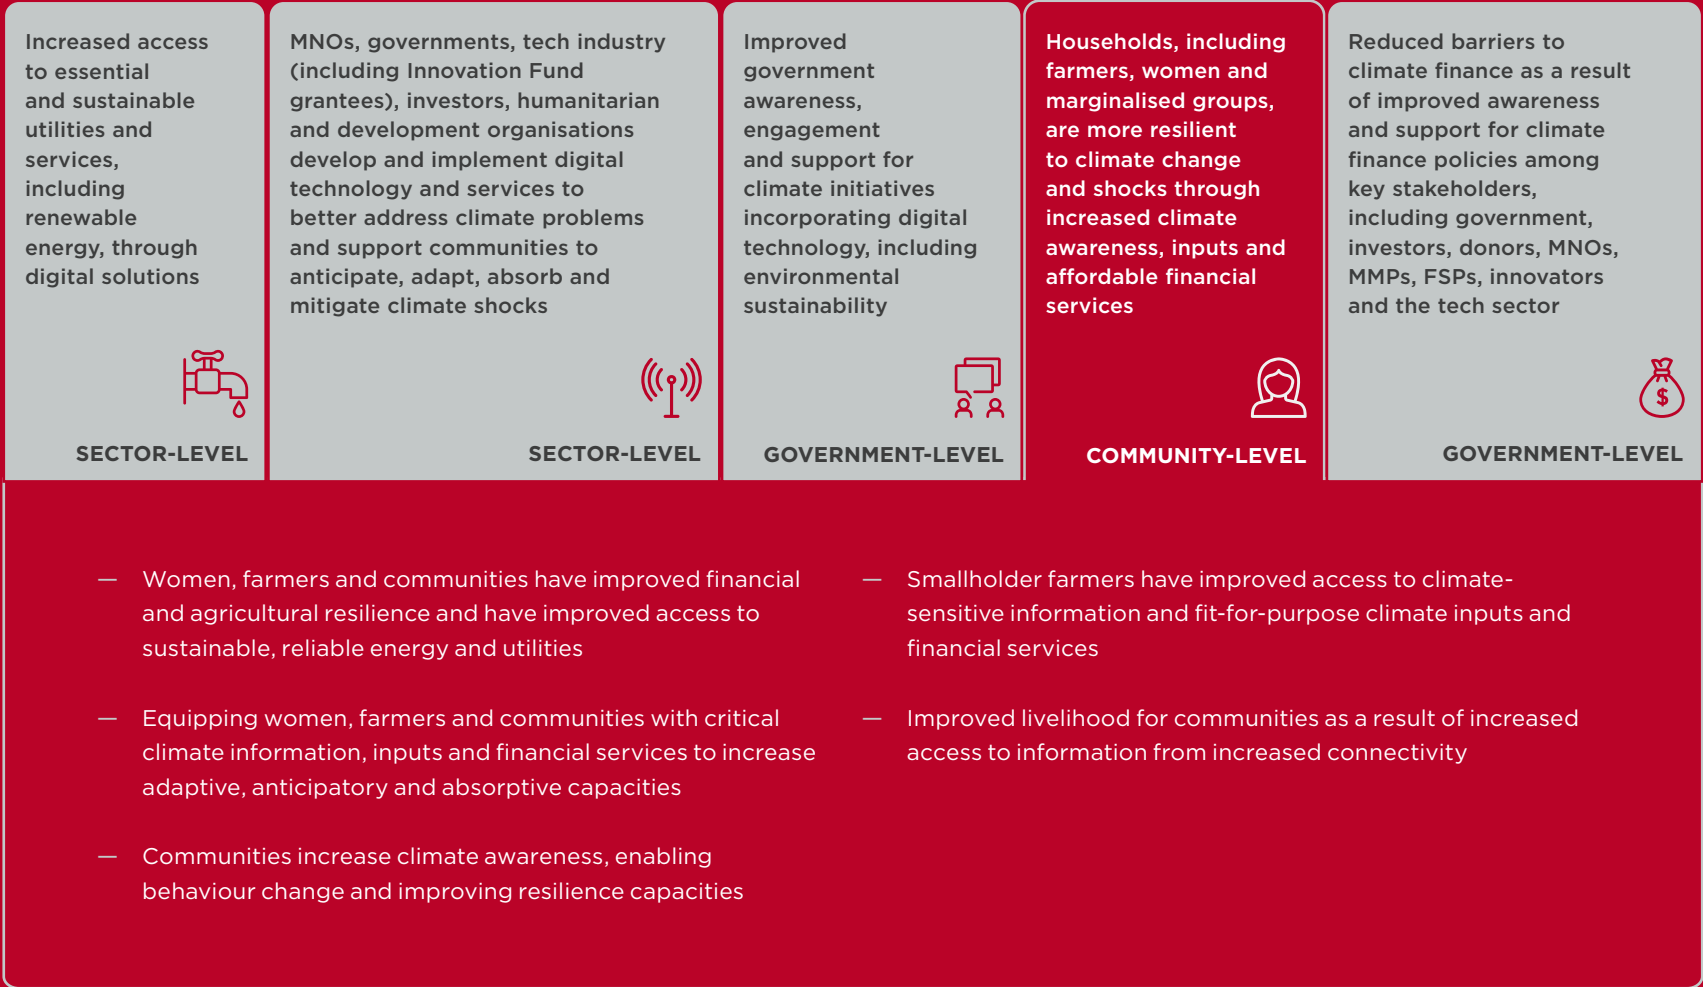 Increased access
to essential
and sustainable
utilities and
services,
including
renewable
energy, through
digital solutions
SECTOR-LEVEL
MNOs, governments, tech industry
(including Innovation Fund
grantees), investors, humanitarian
and development organisations
develop and implement digital
technology and services to
better address climate problems
and support communities to
anticipate, adapt, absorb and
mitigate climate shocks
SECTOR-LEVEL
Improved
government
awareness,
engagement
and support for
climate initiatives
incorporating digital
technology, including
environmental
sustainability
GOVERNMENT-LEVEL
Households, including
farmers, women and
marginalised groups,
are more resilient
to climate change
and shocks through
increased climate
awareness, inputs and
affordable financial
services
COMMUNITY-LEVEL
Reduced barriers to
climate finance as a result
of improved awareness
and support for climate
finance policies among
key stakeholders,
including government,
investors, donors, MNOs,
MMPs, FSPs, innovators
and the tech sector
$
GOVERNMENT-LEVEL
— Women, farmers and communities have improved financial
and agricultural resilience and have improved access to
sustainable, reliable energy and utilities
— Equipping women, farmers and communities with critical
climate information, inputs and financial services to increase
adaptive, anticipatory and absorptive capacities
— Communities increase climate awareness, enabling
behaviour change and improving resilience capacities
— Smallholder farmers have improved access to climate-
sensitive information and fit-for-purpose climate inputs and
financial services
— Improved livelihood for communities as a result of increased
access to information from increased connectivity